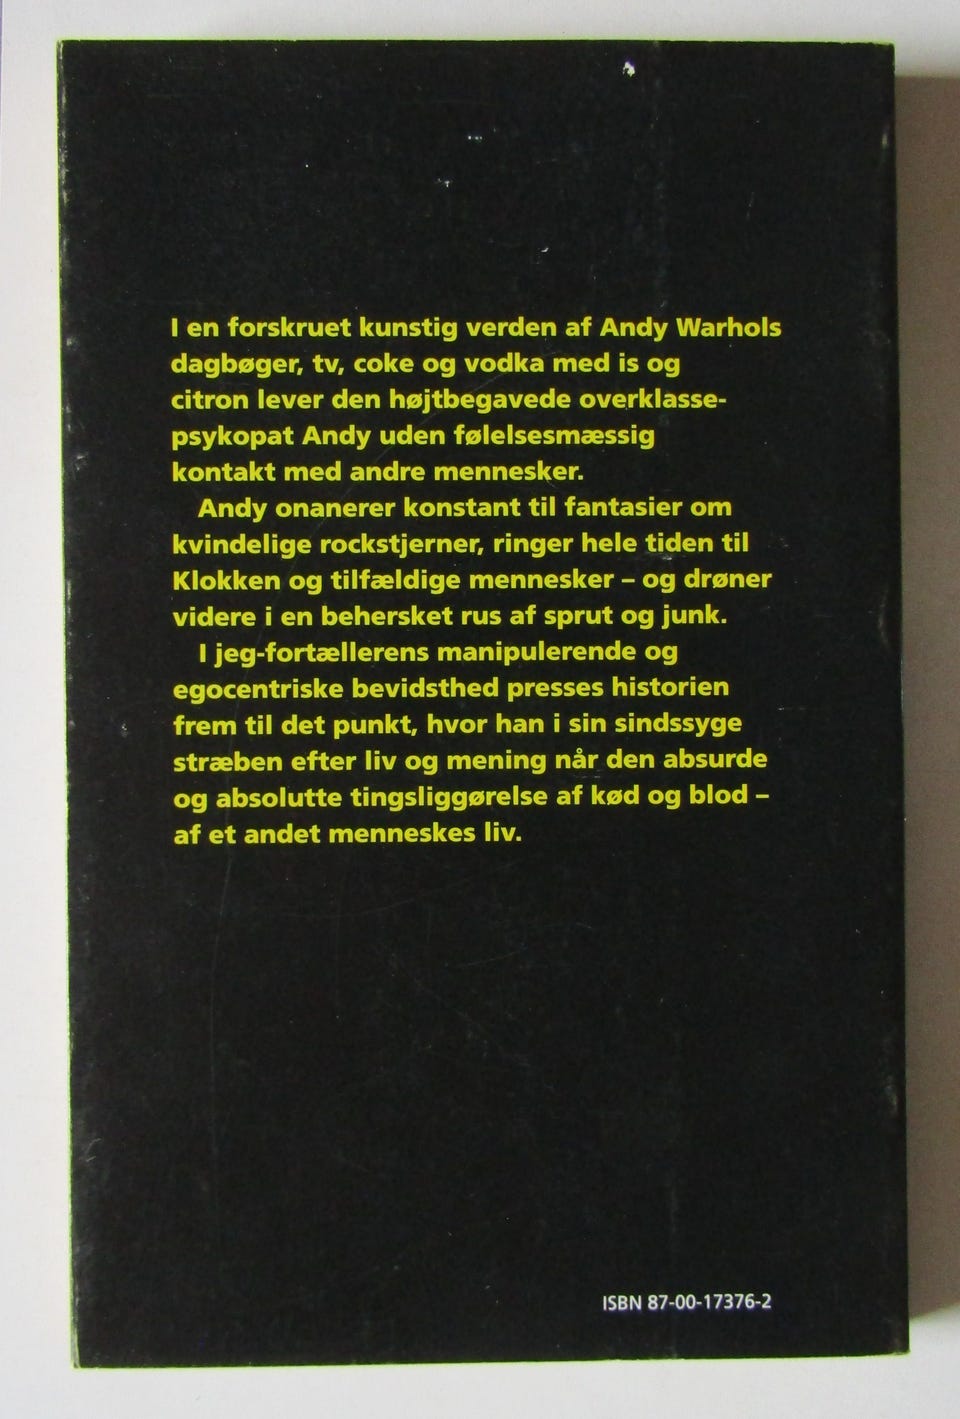 I en forskruet kunstig verden af Andy Warhols
dagbøger, tv, coke og vodka med is og
citron lever den højtbegavede overklasse-
psykopat Andy uden følelsesmæssig
kontakt med andre mennesker.
Andy onanerer konstant til fantasier om
kvindelige rockstjerner, ringer hele tiden til
Klokken og tilfældige mennesker – og drøner
videre i en behersket rus af sprut og junk.
I jeg-fortællerens manipulerende og
egocentriske bevidsthed presses historien
frem til det punkt, hvor han i sin sindssyge
stræben efter liv og mening når den absurde
og absolutte tingsliggørelse af kød og blod –
af et andet menneskes liv.
ISBN 87-00-17376-2